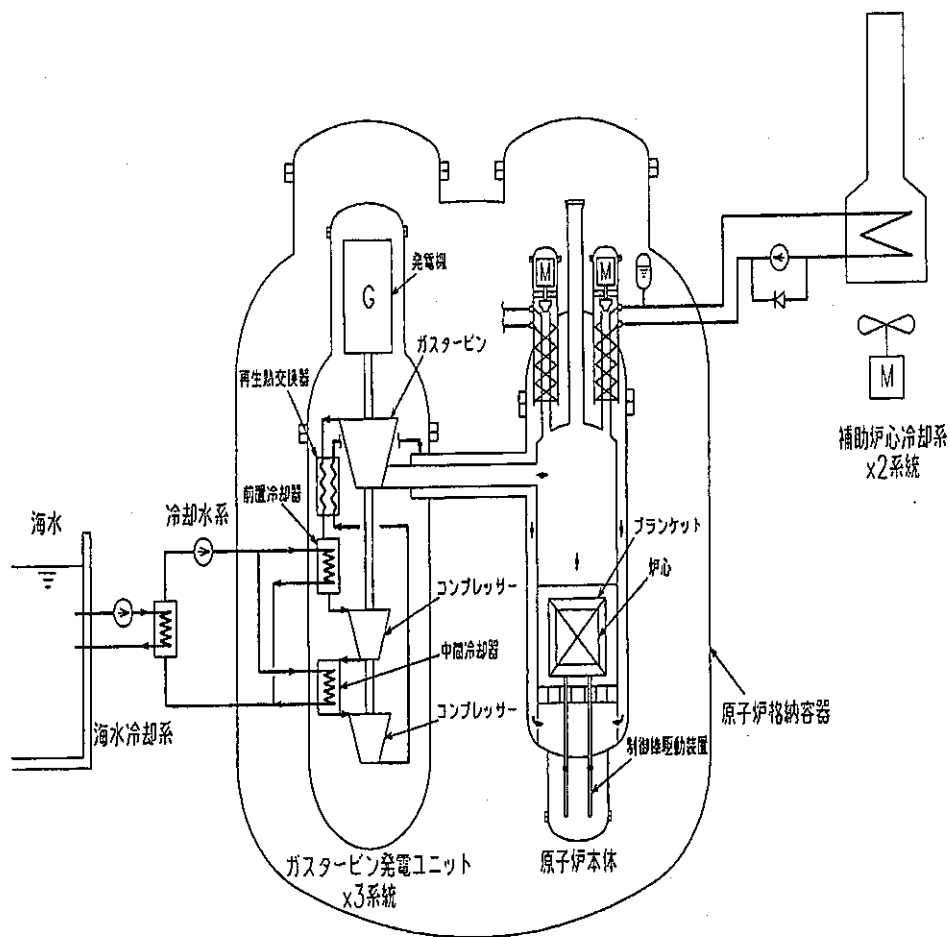 発電機
G
ガスタービン
再生熱交換器
前置冷却器
冷却水系
海水
海水冷却系
コンプレッサー
中間冷却器
コンプレッサー
ガスタービン発電ユニット
x3系統
M
M
ブランケット
炉心
制御棒駆動装置
原子炉本体
原子炉格納容器
M
補助炉心冷却系
x2系統